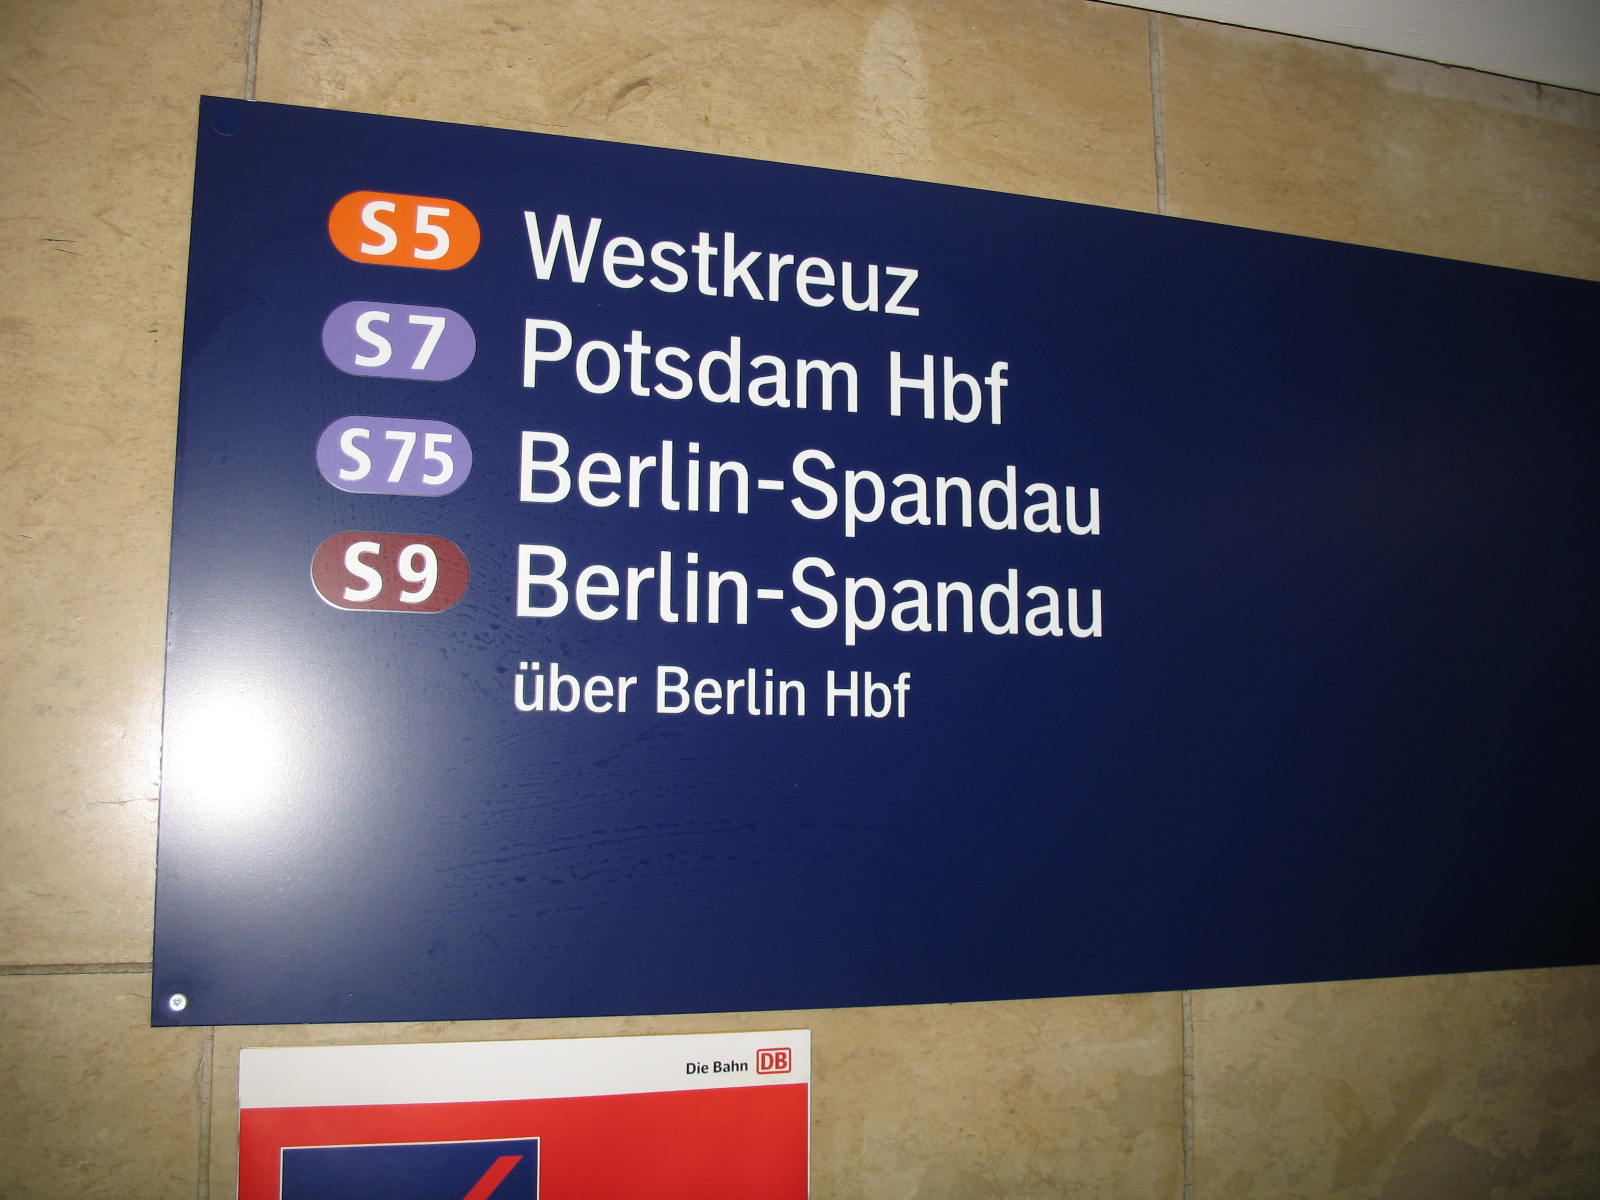 S5 Westkreuz
S7 Potsdam Hbf
S75 Berlin-Spandau
S9 Berlin-Spandau
über Berlin Hbf
Die Bahn DB